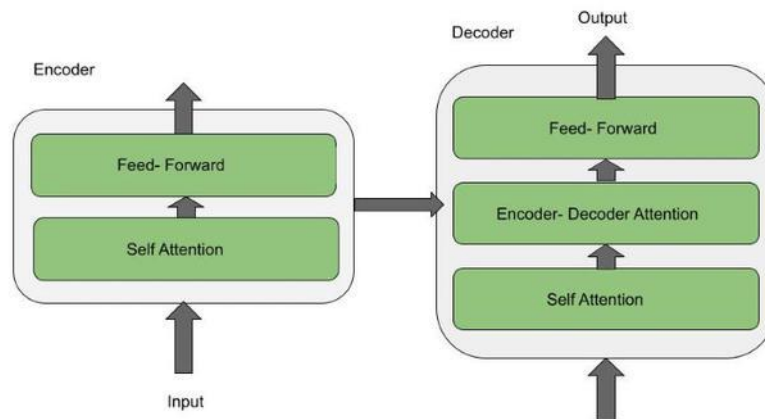 Output
Decoder
Encoder
Feed- Forward
Self Attention
Input
Feed- Forward
Encoder- Decoder Attention
Self Attention